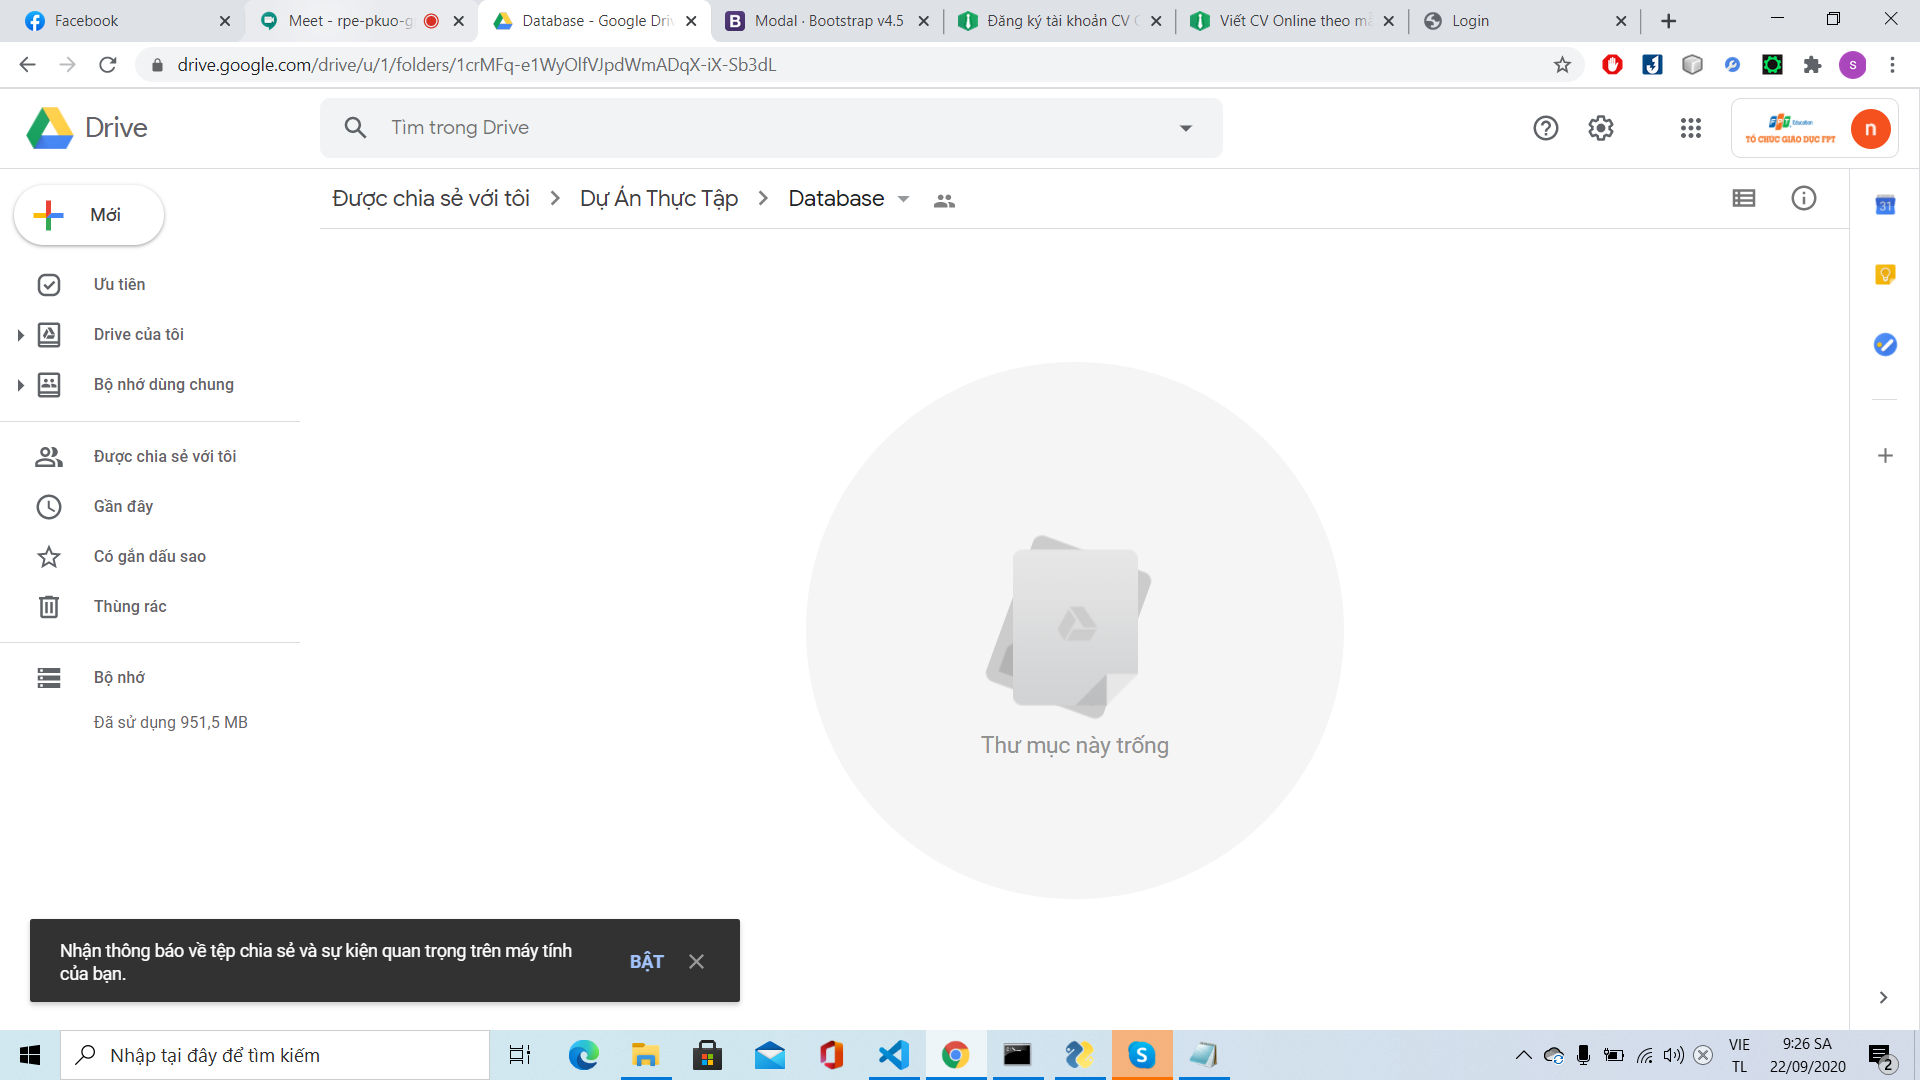 Facebook
Meet - rpe-pkuo-g
Database - Google Driv
Modal · Bootstrap v4.5
Đăng ký tài khoản CV
Viết CV Online theo mẫ
Login
drive.google.com/drive/u/1/folders/1crMFq-e1WyOlfVJpdWmADqX-iX-Sb3dL
s
Drive
Tìm trong Drive
FPT Education
TỔ CHỨC GIÁO DỤC FPT
n
Mới
Được chia sẻ với tôi
Dự Án Thực Tập
Database
31
Ưu tiên
Drive của tôi
Bộ nhớ dùng chung
Được chia sẻ với tôi
Gần đây
Có gắn dấu sao
Thùng rác
Bộ nhớ
Đã sử dụng 951,5 MB
Thư mục này trống
Nhận thông báo về tệp chia sẻ và sự kiện quan trọng trên máy tính
của bạn.
BẬT
Nhập tại đây để tìm kiếm
VIE
TL
9:26 SA
22/09/2020
2